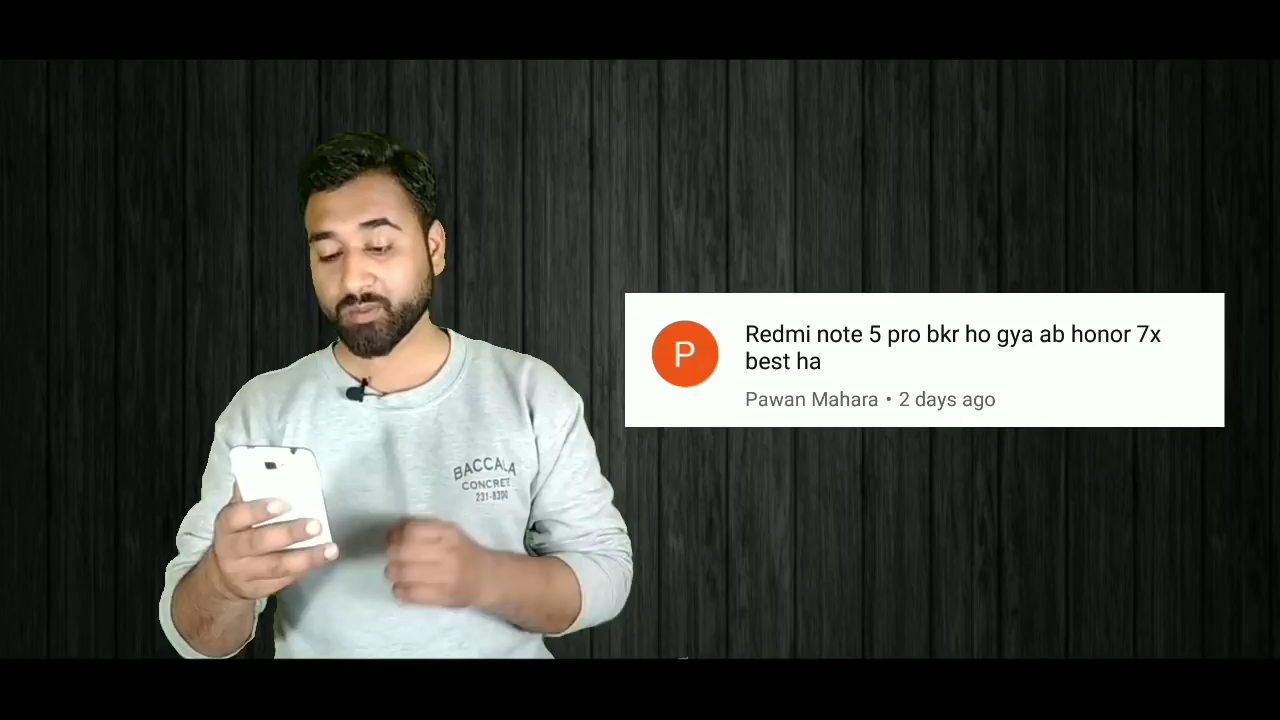 BACCALA
CONCRETE
231-8300
P
Redmi note 5 pro bkr ho gya ab honor 7x
best ha
Pawan Mahara • 2 days ago